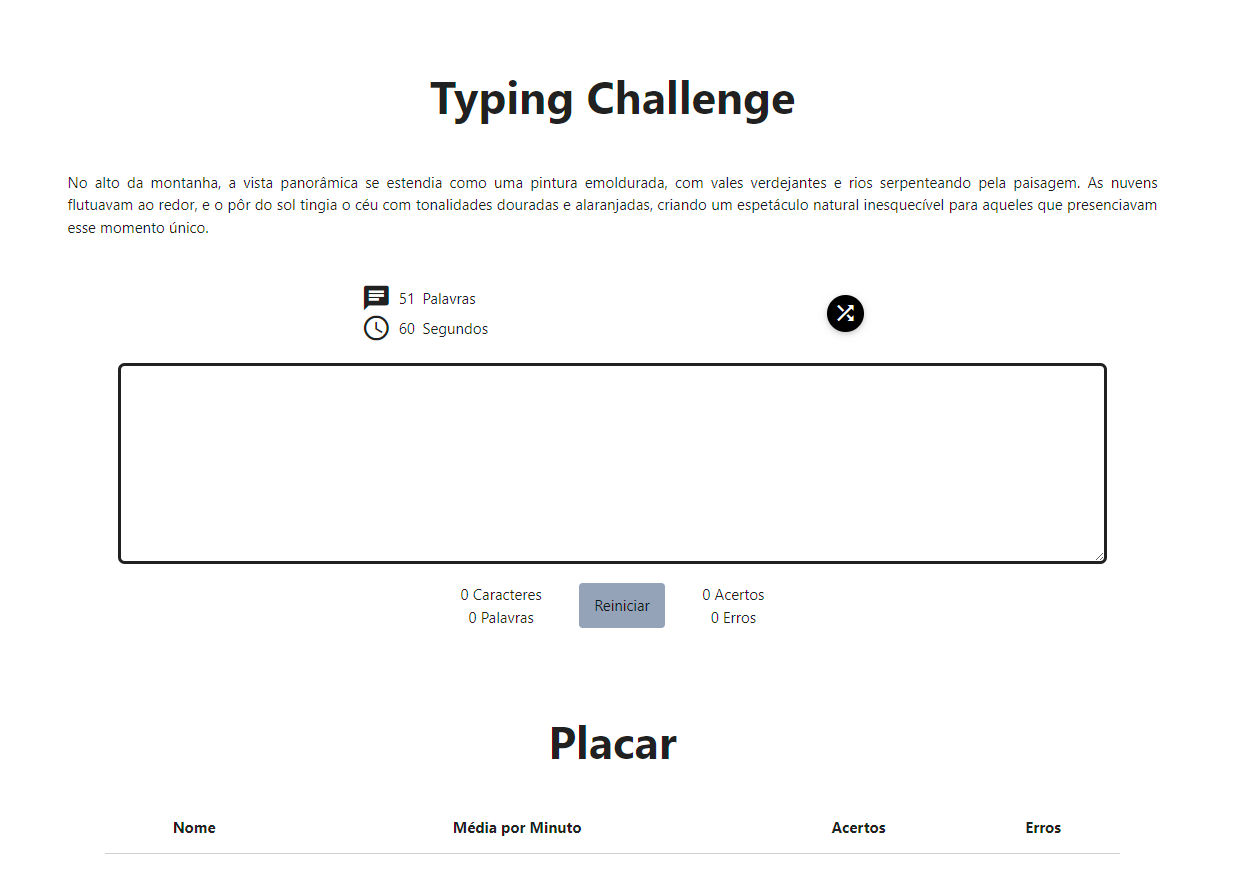 Typing Challenge
No alto da montanha, a vista panorâmica se estendia como uma pintura emoldurada, com vales verdejantes e rios serpenteando pela paisagem. As nuvens
flutuavam ao redor, e o pôr do sol tingia o céu com tonalidades douradas e alaranjadas, criando um espetáculo natural inesquecível para aqueles que presenciavam
esse momento único.
51 Palavras
60 Segundos
0 Caracteres
0 Palavras
Reiniciar
0 Acertos
0 Erros
Placar
Nome Média por Minuto Acertos Erros